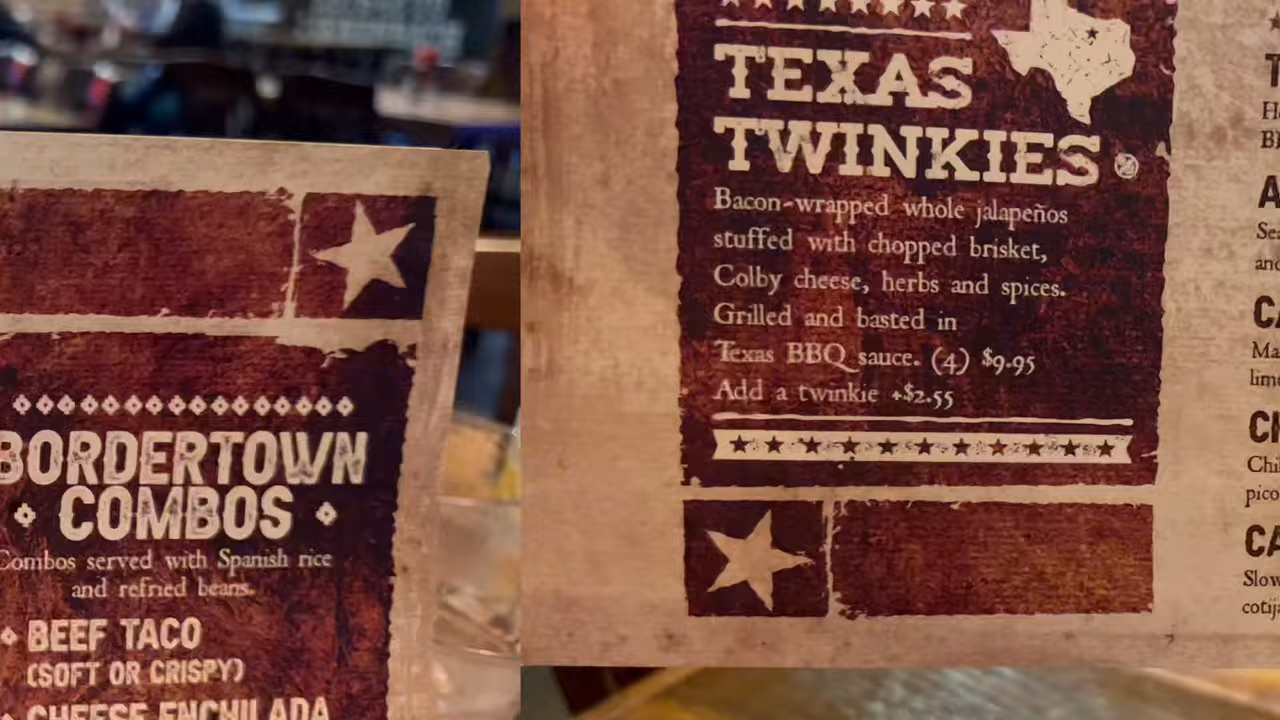 BORDERTOWN
COMBOS
Combos served with Spanish rice
and refried beans.
BEEF TACO
(SOFT OR CRISPY)
CHEESE ENCHILADA
TEXAS
TWINKIES ®
Bacon-wrapped whole jalapeños
stuffed with chopped brisket,
Colby cheese, herbs and spices.
Grilled and basted in
Texas BBQ sauce. (4) $9.95
Add a twinkie +$2.55